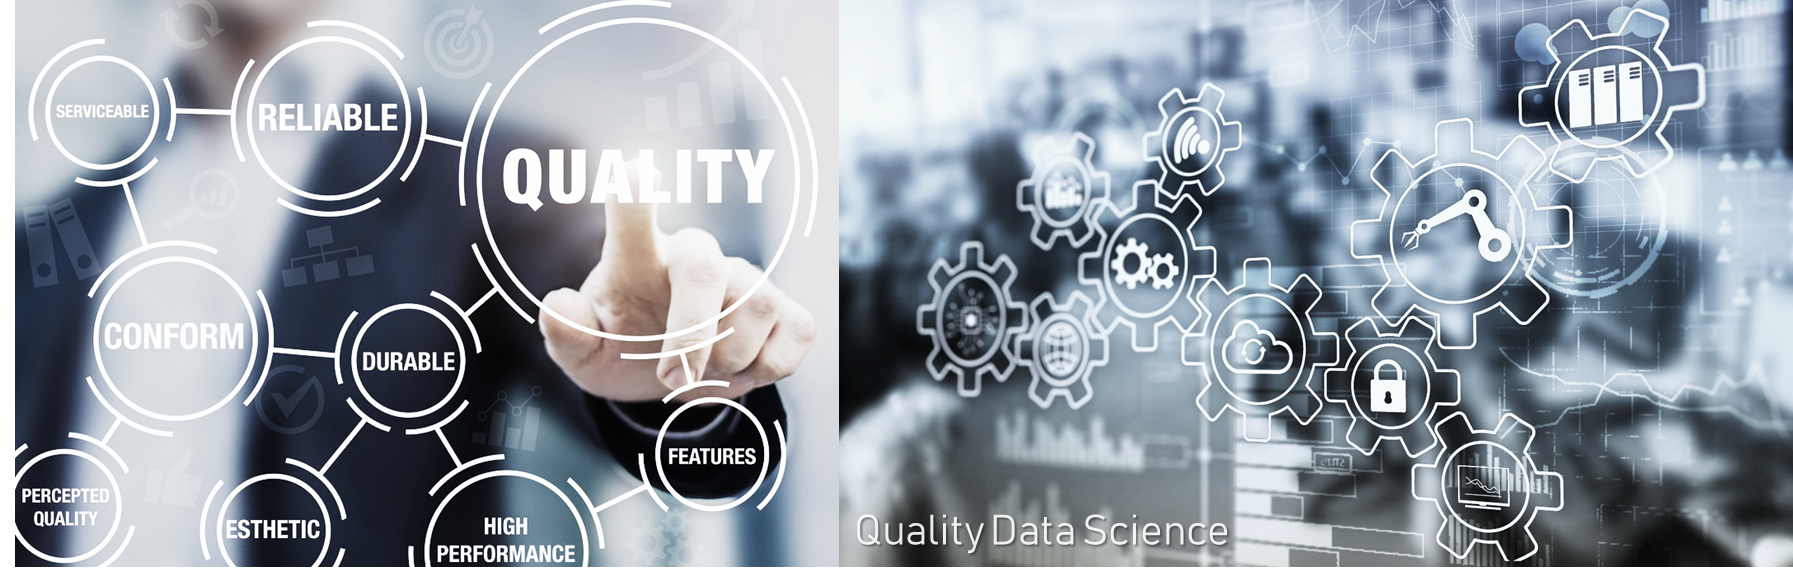 SERVICEABLE
RELIABLE
QUALITY
CONFORM
DURABLE
FEATURES
PERCEPTED
QUALITY
ESTHETIC
HIGH
PERFORMANCE
Quality Data Science